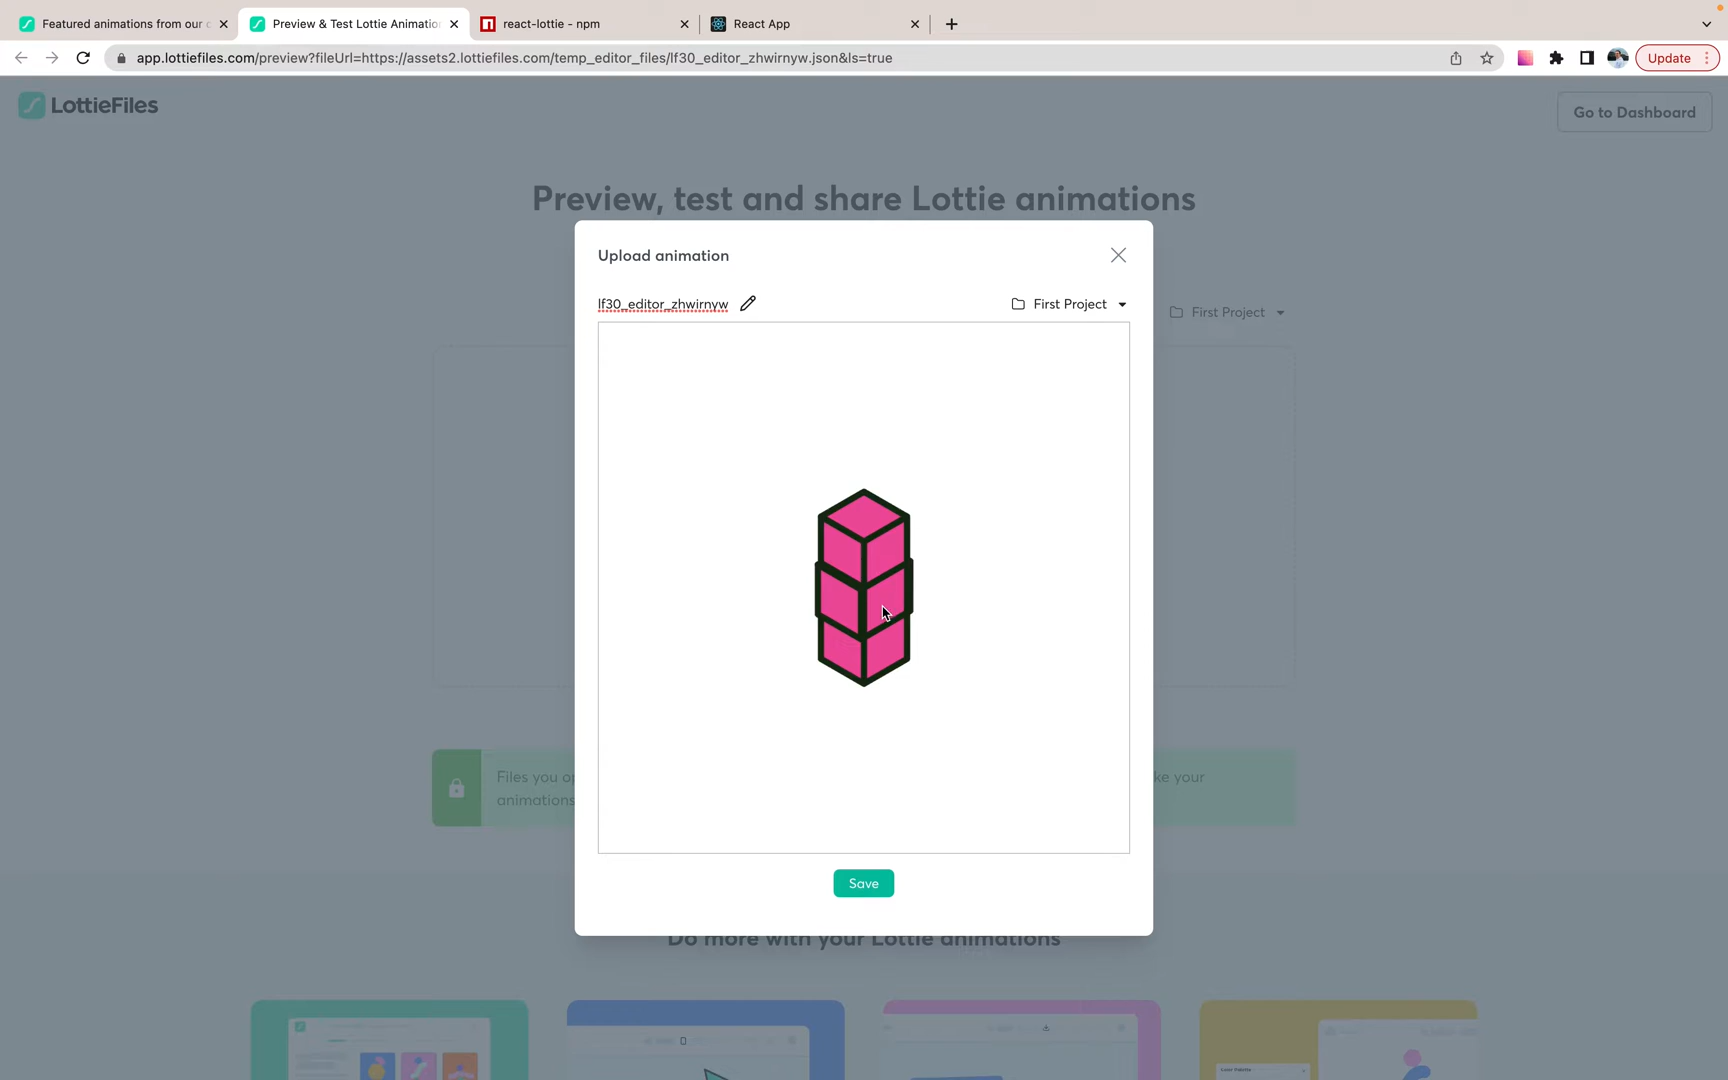 Featured animations from our c
Preview & Test Lottie Animation
react-lottie - npm
React App
app.lottiefiles.com/preview?fileUrl=https://assets2.lottiefiles.com/temp_editor_files/lf30_editor_zhwirnyw.json&ls=true
Update
LottieFiles
Go to Dashboard
Preview, test and share Lottie animations
Upload animation
lf30_editor_zhwirnyw
First Project
First Project
Files you op
ke your
animations
Save
Do more with your Lottie animations